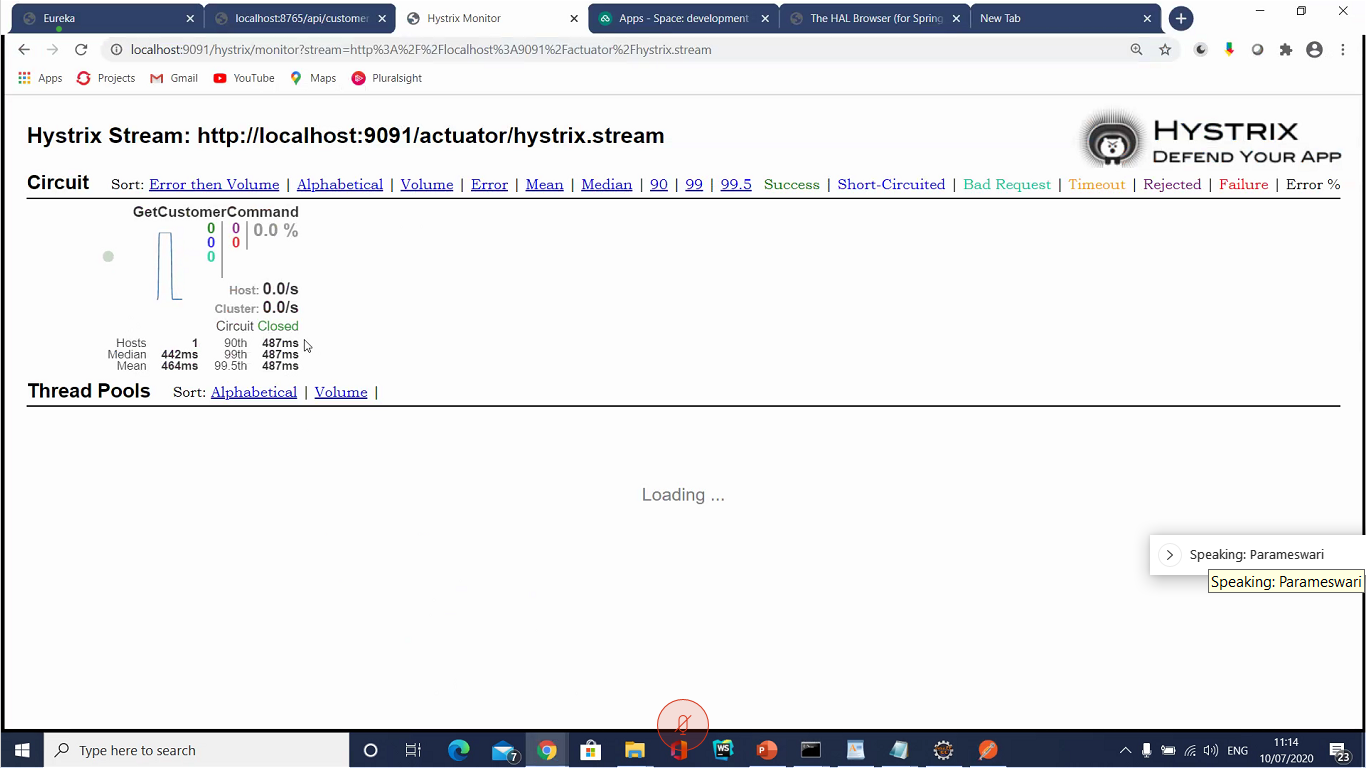 Eureka
localhost:8765/api/customer
Hystrix Monitor
Apps - Space: development
The HAL Browser (for Spring
New Tab
localhost:9091/hystrix/monitor?stream=http%3A%2F%2Flocalhost%3A9091%2Factuator%2Fhystrix.stream
Apps Projects Gmail YouTube Maps Pluralsight
Hystrix Stream: http://localhost:9091/actuator/hystrix.stream
HYSTRIX
DEFEND YOUR APP
Circuit Sort: Error then Volume | Alphabetical | Volume | Error | Mean | Median | 90 | 99 | 99.5 Success | Short-Circuited | Bad Request | Timeout | Rejected | Failure | Error %
GetCustomerCommand
0 0 0.0 %
0 0
0
Host: 0.0/s
Cluster: 0.0/s
Circuit Closed
Hosts 1 90th 487ms
Median 442ms 99th 487ms
Mean 464ms 99.5th 487ms
Thread Pools Sort: Alphabetical | Volume |
Loading ...
Speaking: Parameswari
Speaking: Parameswari
Type here to search
7
WS
ENG
11:14
10/07/2020
23